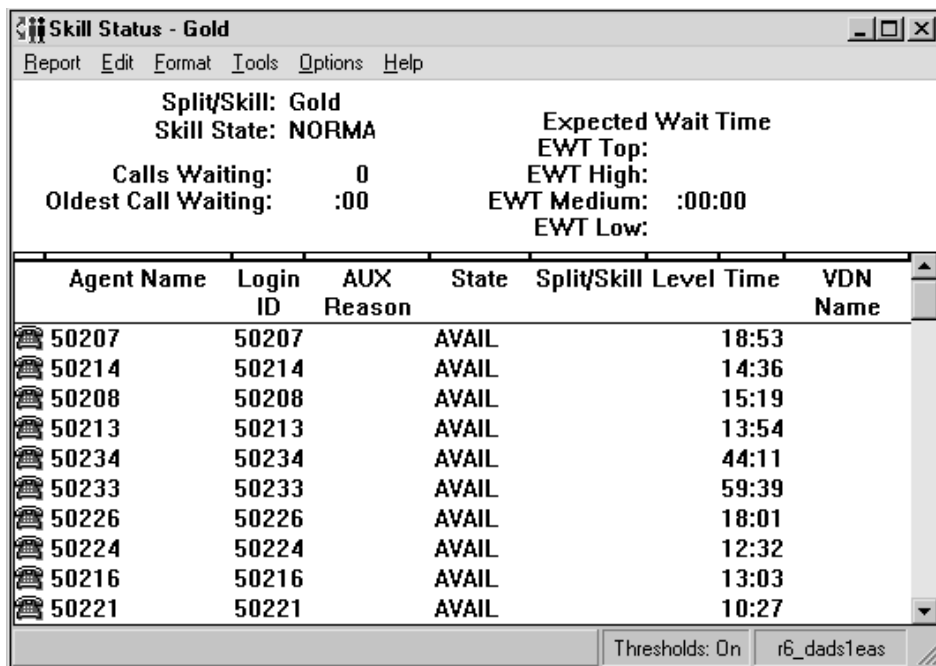 Skill Status - Gold
Report Edit Format Tools Options Help
Split/Skill: Gold
Skill State: NORMA
Calls Waiting: 0
Oldest Call Waiting: :00
Expected Wait Time
EWT Top:
EWT High:
EWT Medium: :00:00
EWT Low:
Agent Name Login ID AUX Reason State Split/Skill Level Time VDN Name
50207 50207 AVAIL 18:53
50214 50214 AVAIL 14:36
50208 50208 AVAIL 15:19
50213 50213 AVAIL 13:54
50234 50234 AVAIL 44:11
50233 50233 AVAIL 59:39
50226 50226 AVAIL 18:01
50224 50224 AVAIL 12:32
50216 50216 AVAIL 13:03
50221 50221 AVAIL 10:27
Thresholds: On r6_dads1eas